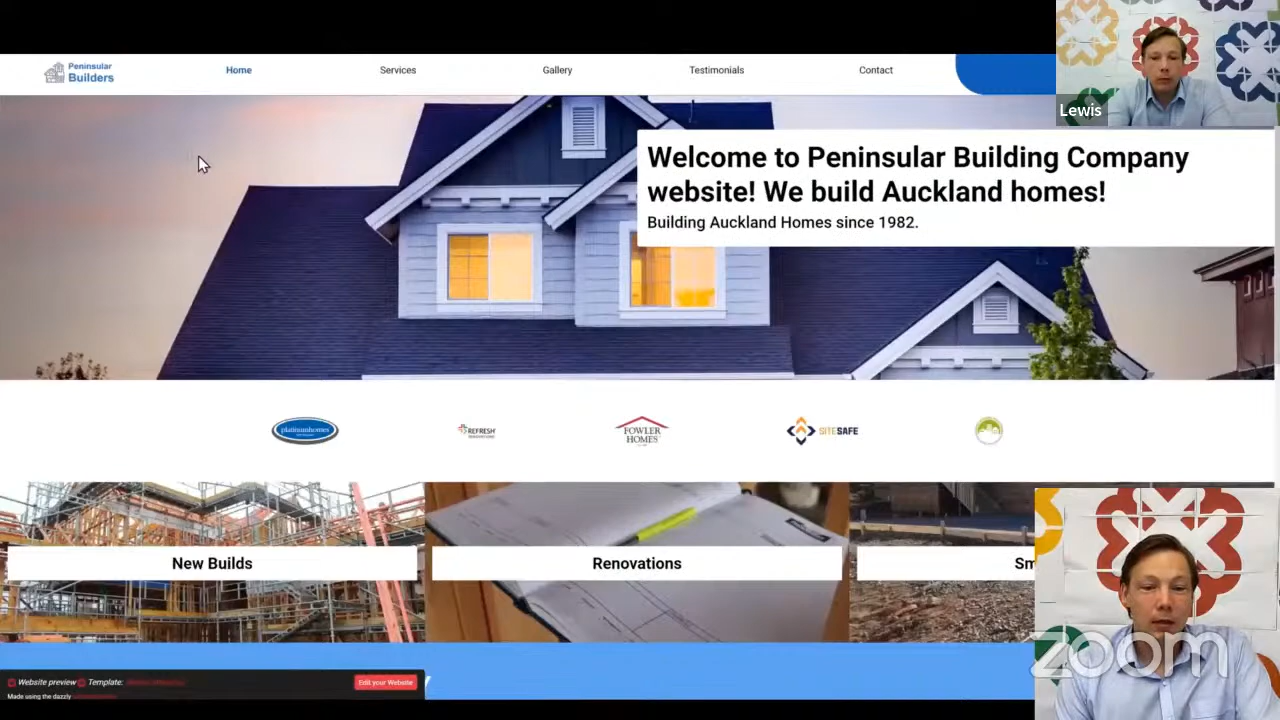 Peninsular
Builders
Home
Services
Gallery
Testimonials
Contact
Lewis
Welcome to Peninsular Building Company
website! We build Auckland homes!
Building Auckland Homes since 1982.
platinumhomes
REFRESH
FOWLER
HOMES
SITESAFE
New Builds
Renovations
Sm
zoom
Website preview
Template:
Edit your Website
Made using the dazzly